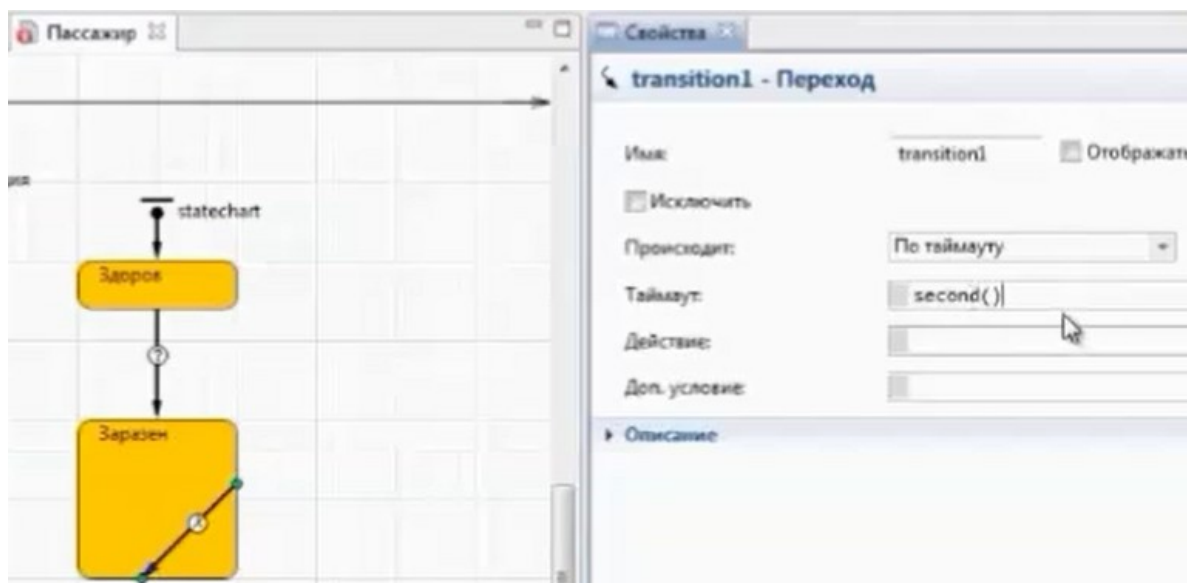 Пассажир
statechart
Здоров
Заразен
Свойства
transition1 - Переход
Имя:
transition1
Отображать
Исключить
Происходит:
По таймауту
Таймаут:
second()
Действие:
Доп. условие:
Описание